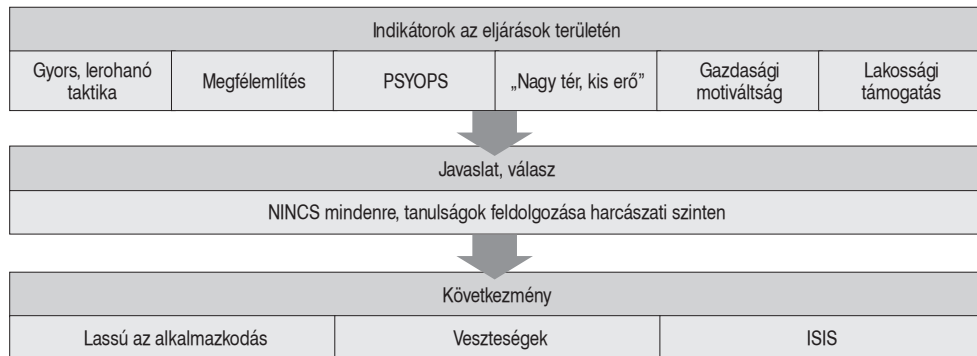 Indikátorok az eljárások területén
Gyors, lerohanó
taktika
Megfélemlítés
PSYOPS
„Nagy tér, kis erő”
Gazdasági
motiváltság
Lakossági
támogatás
Javaslat, válasz
NINCS mindenre, tanulságok feldolgozása harcászati szinten
Következmény
Lassú az alkalmazkodás
Veszteségek
ISIS